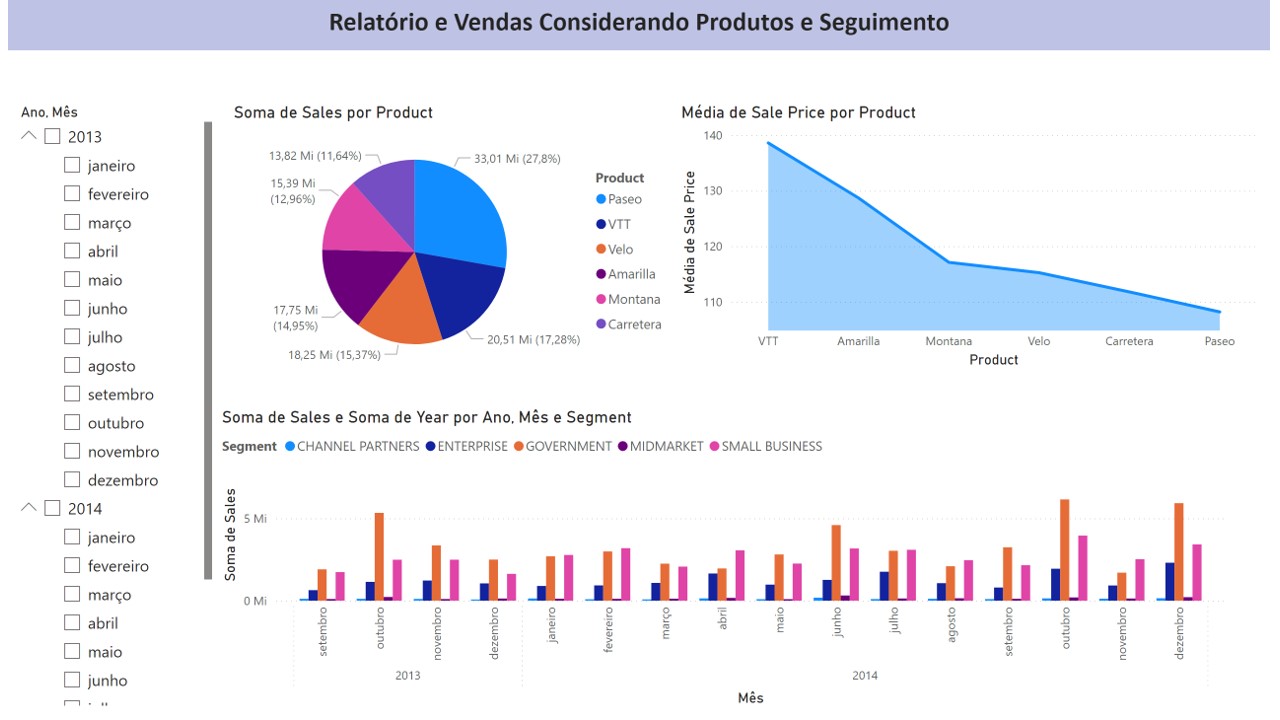 Relatório e Vendas Considerando Produtos e Seguimento
Ano, Mês
2013
janeiro
fevereiro
março
abril
maio
junho
julho
agosto
setembro
outubro
novembro
dezembro
2014
janeiro
fevereiro
março
abril
maio
junho
Soma de Sales por Product
13,82 Mi (11,64%)
33,01 Mi (27,8%)
15,39 Mi
(12,96%)
17,75 Mi
(14,95%)
18,25 Mi (15,37%)
20,51 Mi (17,28%)
Product
Paseo
VTT
Velo
Amarilla
Montana
Carretera
Média de Sale Price por Product
Média de Sale Price
140
130
120
110
VTT Amarilla Montana Velo Carretera Paseo
Product
Soma de Sales e Soma de Year por Ano, Mês e Segment
Segment CHANNEL PARTNERS ENTERPRISE GOVERNMENT MIDMARKET SMALL BUSINESS
Soma de Sales
5 Mi
0 Mi
setembro
outubro
novembro
dezembro
janeiro
fevereiro
março
abril
maio
junho
julho
agosto
setembro
outubro
novembro
dezembro
2013 2014
Mês